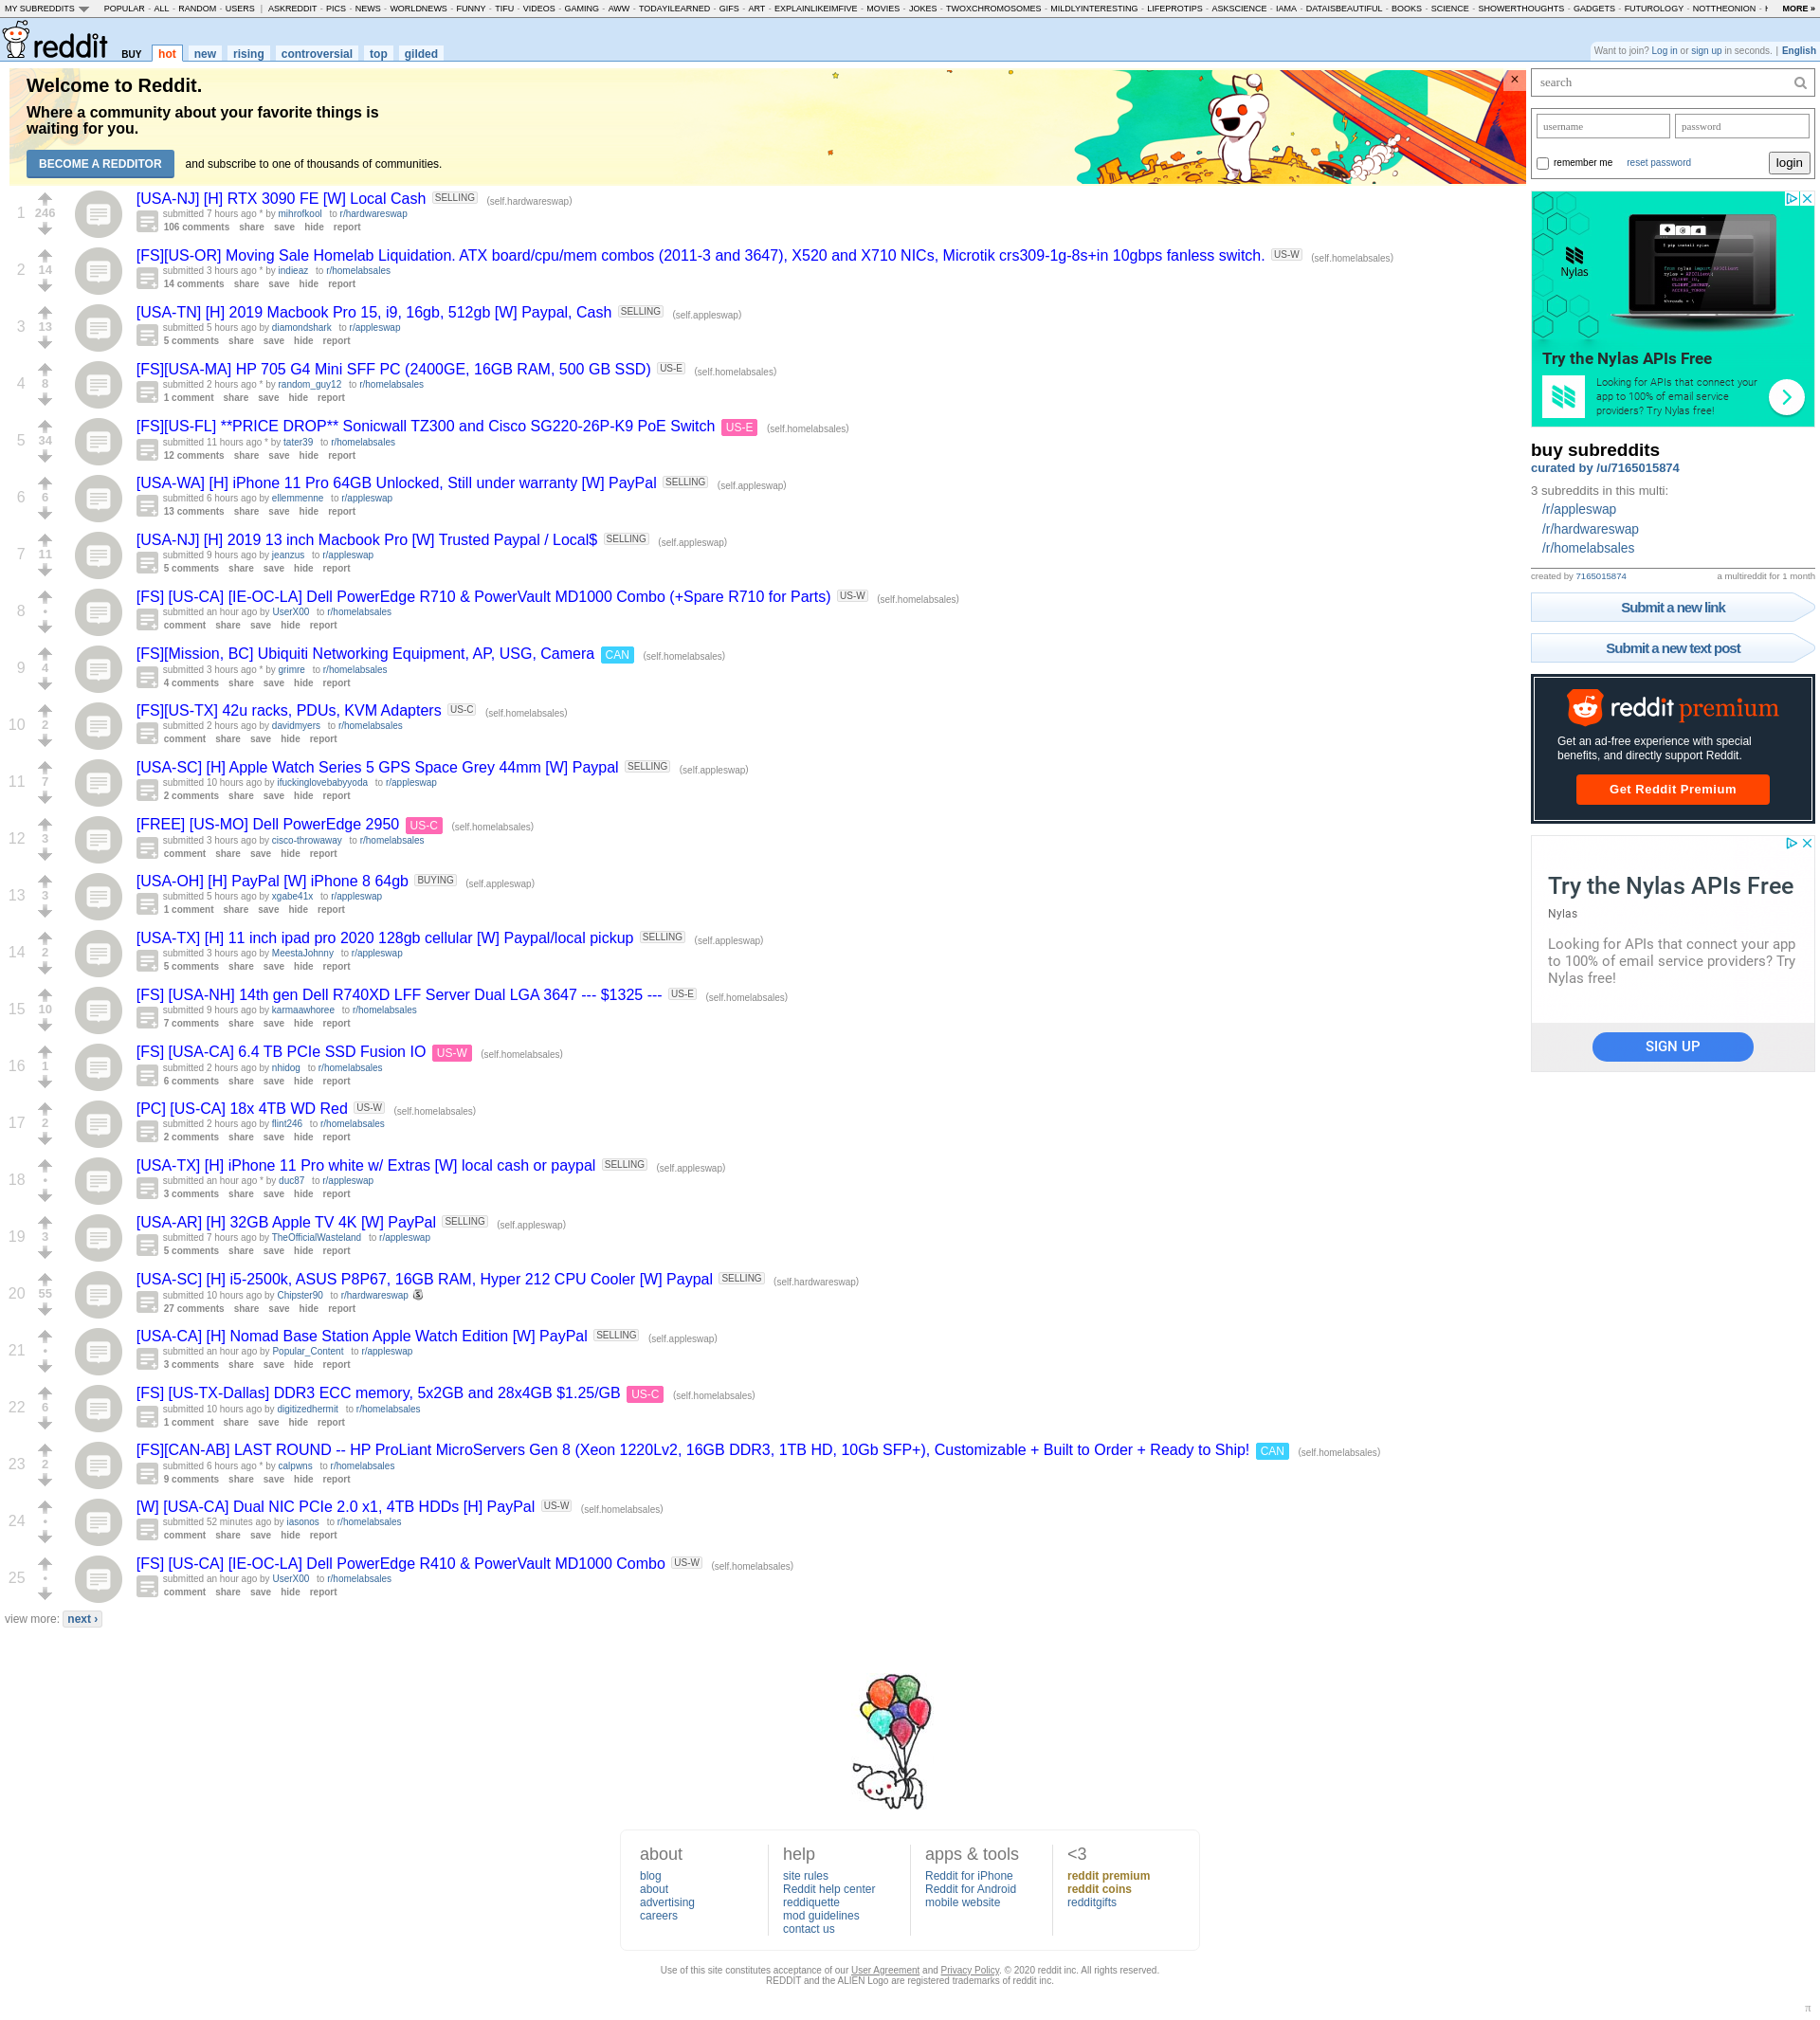 MY SUBREDDITS POPULAR - ALL - RANDOM - USERS | ASKREDDIT - PICS - NEWS - WORLDNEWS - FUNNY - TIFU - VIDEOS - GAMING - AWW - TODAYILEARNED - GIFS - ART - EXPLAINLIKEIMFIVE - MOVIES - JOKES - TWOXCHROMOSOMES - MILDLYINTERESTING - LIFEPROTIPS - ASKSCIENCE - IAMA - DATAISBEAUTIFUL - BOOKS - SCIENCE - SHOWERTHOUGHTS - GADGETS - FUTUROLOGY - NOTTHEONION - MORE »
reddit BUY hot new rising controversial top gilded
Want to join? Log in or sign up in seconds. | English
Welcome to Reddit.
Where a community about your favorite things is
waiting for you.
BECOME A REDDITOR and subscribe to one of thousands of communities.
1 246 [USA-NJ] [H] RTX 3090 FE [W] Local Cash SELLING (self.hardwareswap)
submitted 7 hours ago * by mihrofkool to r/hardwareswap
106 comments share save hide report
2 14 [FS][US-OR] Moving Sale Homelab Liquidation. ATX board/cpu/mem combos (2011-3 and 3647), X520 and X710 NICs, Microtik crs309-1g-8s+in 10gbps fanless switch. US-W (self.homelabsales)
submitted 3 hours ago * by indieaz to r/homelabsales
14 comments share save hide report
3 13 [USA-TN] [H] 2019 Macbook Pro 15, i9, 16gb, 512gb [W] Paypal, Cash SELLING (self.appleswap)
submitted 5 hours ago by diamondshark to r/appleswap
5 comments share save hide report
4 8 [FS][USA-MA] HP 705 G4 Mini SFF PC (2400GE, 16GB RAM, 500 GB SSD) US-E (self.homelabsales)
submitted 2 hours ago * by random_guy12 to r/homelabsales
1 comment share save hide report
5 34 [FS][US-FL] **PRICE DROP** Sonicwall TZ300 and Cisco SG220-26P-K9 PoE Switch US-E (self.homelabsales)
submitted 11 hours ago * by tater39 to r/homelabsales
12 comments share save hide report
6 6 [USA-WA] [H] iPhone 11 Pro 64GB Unlocked, Still under warranty [W] PayPal SELLING (self.appleswap)
submitted 6 hours ago by ellemmenne to r/appleswap
13 comments share save hide report
7 11 [USA-NJ] [H] 2019 13 inch Macbook Pro [W] Trusted Paypal / Local$ SELLING (self.appleswap)
submitted 9 hours ago by jeanzus to r/appleswap
5 comments share save hide report
8 • [FS] [US-CA] [IE-OC-LA] Dell PowerEdge R710 & PowerVault MD1000 Combo (+Spare R710 for Parts) US-W (self.homelabsales)
submitted an hour ago by UserX00 to r/homelabsales
comment share save hide report
9 4 [FS][Mission, BC] Ubiquiti Networking Equipment, AP, USG, Camera CAN (self.homelabsales)
submitted 3 hours ago * by grimre to r/homelabsales
4 comments share save hide report
10 2 [FS][US-TX] 42u racks, PDUs, KVM Adapters US-C (self.homelabsales)
submitted 2 hours ago by davidmyers to r/homelabsales
comment share save hide report
11 7 [USA-SC] [H] Apple Watch Series 5 GPS Space Grey 44mm [W] Paypal SELLING (self.appleswap)
submitted 10 hours ago by ifuckinglovebabyyoda to r/appleswap
2 comments share save hide report
12 3 [FREE] [US-MO] Dell PowerEdge 2950 US-C (self.homelabsales)
submitted 3 hours ago by cisco-throwaway to r/homelabsales
comment share save hide report
13 3 [USA-OH] [H] PayPal [W] iPhone 8 64gb BUYING (self.appleswap)
submitted 5 hours ago by xgabe41x to r/appleswap
1 comment share save hide report
14 2 [USA-TX] [H] 11 inch ipad pro 2020 128gb cellular [W] Paypal/local pickup SELLING (self.appleswap)
submitted 3 hours ago by MeestaJohnny to r/appleswap
5 comments share save hide report
15 10 [FS] [USA-NH] 14th gen Dell R740XD LFF Server Dual LGA 3647 --- $1325 --- US-E (self.homelabsales)
submitted 9 hours ago by karmaawhoree to r/homelabsales
7 comments share save hide report
16 1 [FS] [USA-CA] 6.4 TB PCIe SSD Fusion IO US-W (self.homelabsales)
submitted 2 hours ago by nhidog to r/homelabsales
6 comments share save hide report
17 2 [PC] [US-CA] 18x 4TB WD Red US-W (self.homelabsales)
submitted 2 hours ago by flint246 to r/homelabsales
2 comments share save hide report
18 • [USA-TX] [H] iPhone 11 Pro white w/ Extras [W] local cash or paypal SELLING (self.appleswap)
submitted an hour ago * by duc87 to r/appleswap
3 comments share save hide report
19 3 [USA-AR] [H] 32GB Apple TV 4K [W] PayPal SELLING (self.appleswap)
submitted 7 hours ago by TheOfficialWasteland to r/appleswap
5 comments share save hide report
20 55 [USA-SC] [H] i5-2500k, ASUS P8P67, 16GB RAM, Hyper 212 CPU Cooler [W] Paypal SELLING (self.hardwareswap)
submitted 10 hours ago by Chipster90 to r/hardwareswap
27 comments share save hide report
21 • [USA-CA] [H] Nomad Base Station Apple Watch Edition [W] PayPal SELLING (self.appleswap)
submitted an hour ago by Popular_Content to r/appleswap
3 comments share save hide report
22 6 [FS] [US-TX-Dallas] DDR3 ECC memory, 5x2GB and 28x4GB $1.25/GB US-C (self.homelabsales)
submitted 10 hours ago by digitizedhermit to r/homelabsales
1 comment share save hide report
23 2 [FS][CAN-AB] LAST ROUND -- HP ProLiant MicroServers Gen 8 (Xeon 1220Lv2, 16GB DDR3, 1TB HD, 10Gb SFP+), Customizable + Built to Order + Ready to Ship! CAN (self.homelabsales)
submitted 6 hours ago * by calpwns to r/homelabsales
9 comments share save hide report
24 • [W] [USA-CA] Dual NIC PCIe 2.0 x1, 4TB HDDs [H] PayPal US-W (self.homelabsales)
submitted 52 minutes ago by iasonos to r/homelabsales
comment share save hide report
25 • [FS] [US-CA] [IE-OC-LA] Dell PowerEdge R410 & PowerVault MD1000 Combo US-W (self.homelabsales)
submitted an hour ago by UserX00 to r/homelabsales
comment share save hide report
view more: next ›
search
username password
remember me reset password login
Nylas
Try the Nylas APIs Free
Looking for APIs that connect your
app to 100% of email service
providers? Try Nylas free!
buy subreddits
curated by /u/7165015874
3 subreddits in this multi:
/r/appleswap
/r/hardwareswap
/r/homelabsales
created by 7165015874 a multireddit for 1 month
Submit a new link
Submit a new text post
reddit premium
Get an ad-free experience with special
benefits, and directly support Reddit.
Get Reddit Premium
Try the Nylas APIs Free
Nylas
Looking for APIs that connect your app
to 100% of email service providers? Try
Nylas free!
SIGN UP
about
blog
about
advertising
careers
help
site rules
Reddit help center
reddiquette
mod guidelines
contact us
apps & tools
Reddit for iPhone
Reddit for Android
mobile website
<3
reddit premium
reddit coins
redditgifts
Use of this site constitutes acceptance of our User Agreement and Privacy Policy. © 2020 reddit inc. All rights reserved.
REDDIT and the ALIEN Logo are registered trademarks of reddit inc.
π